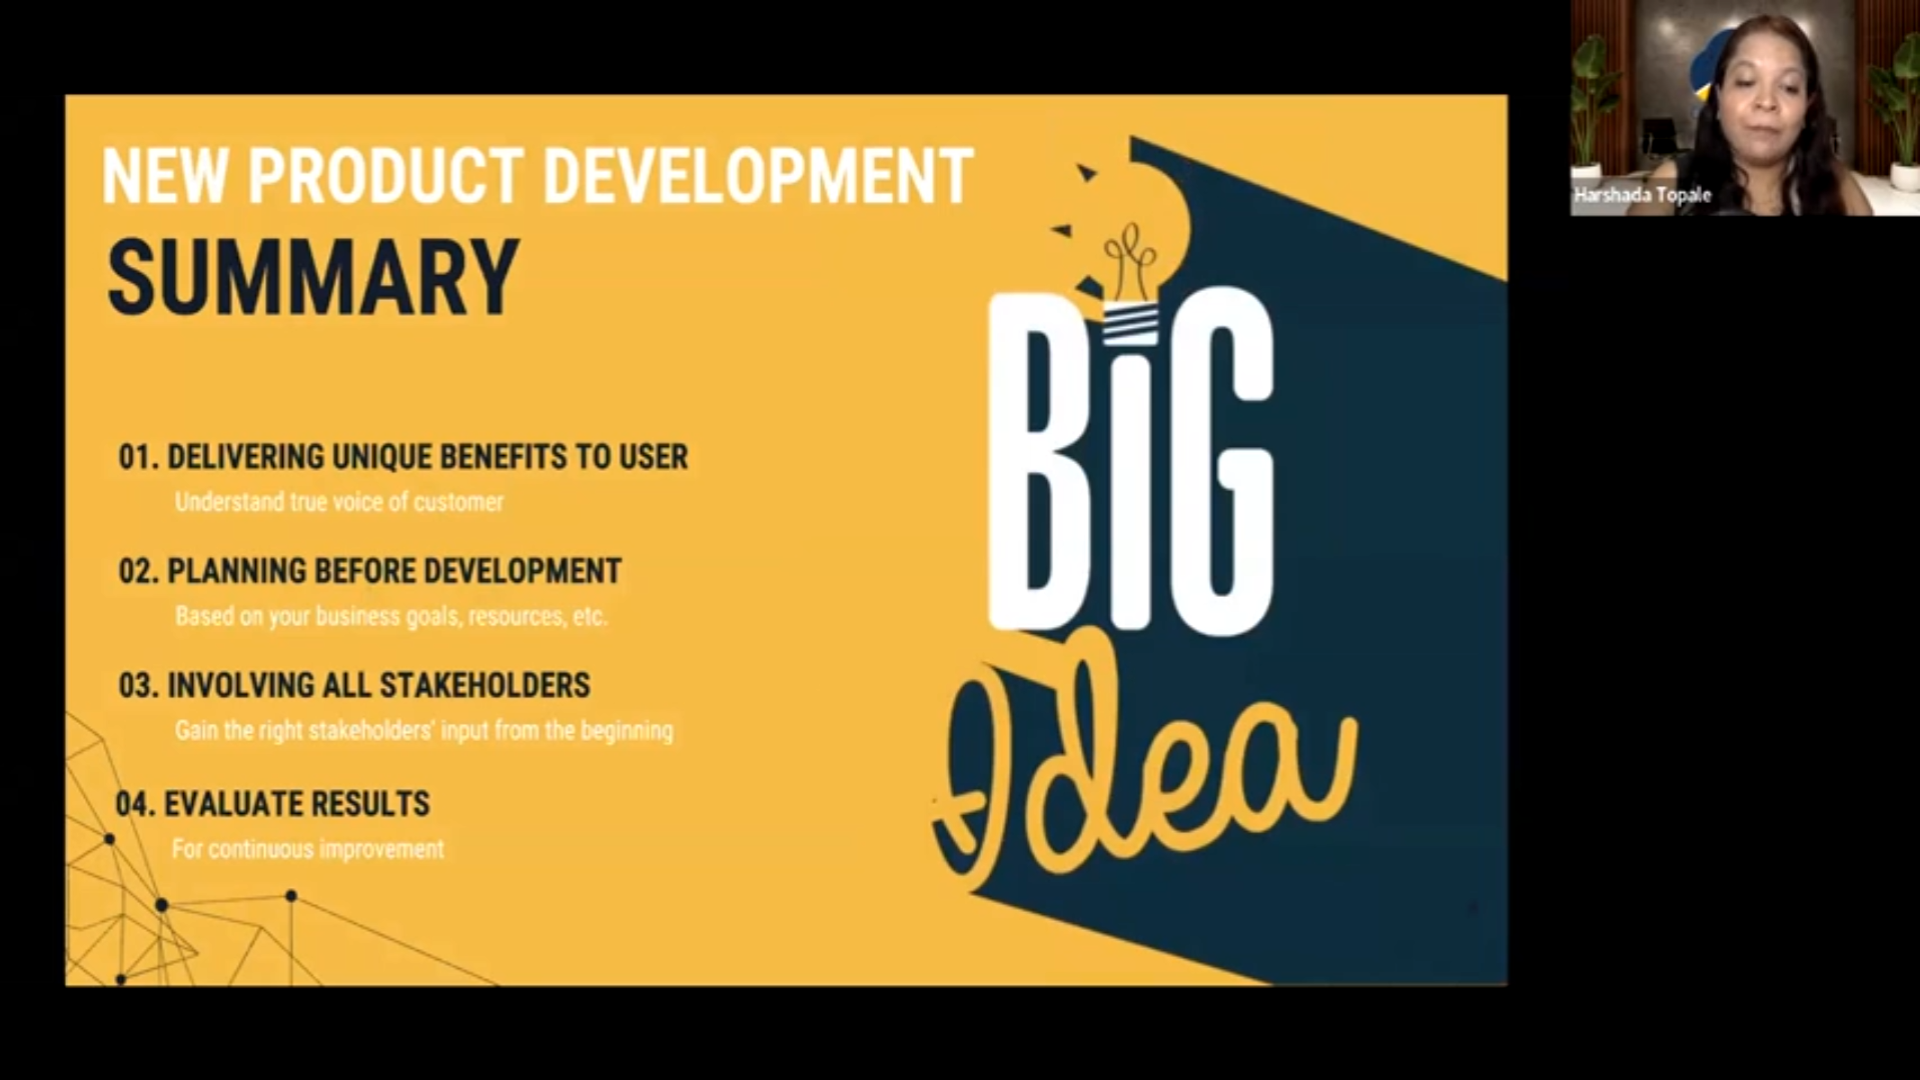 NEW PRODUCT DEVELOPMENT
SUMMARY
01. DELIVERING UNIQUE BENEFITS TO USER
Understand true voice of customer
02. PLANNING BEFORE DEVELOPMENT
Based on your business goals, resources, etc.
03. INVOLVING ALL STAKEHOLDERS
Gain the right stakeholders' input from the beginning
04. EVALUATE RESULTS
For continuous improvement
BiG
Idea
Harshada Topale